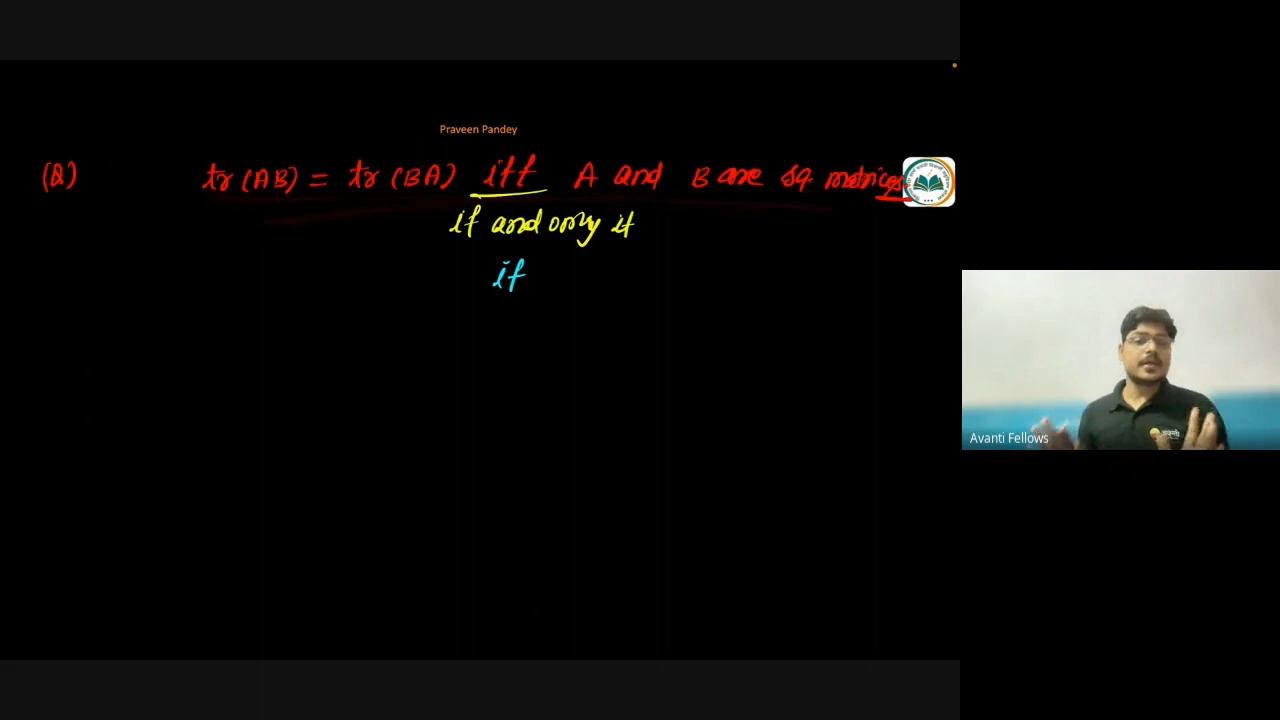 Praveen Pandey
(Q) tr (AB) = tr (BA) iff A and B are sq. matrices.
if and only if
if
Avanti Fellows